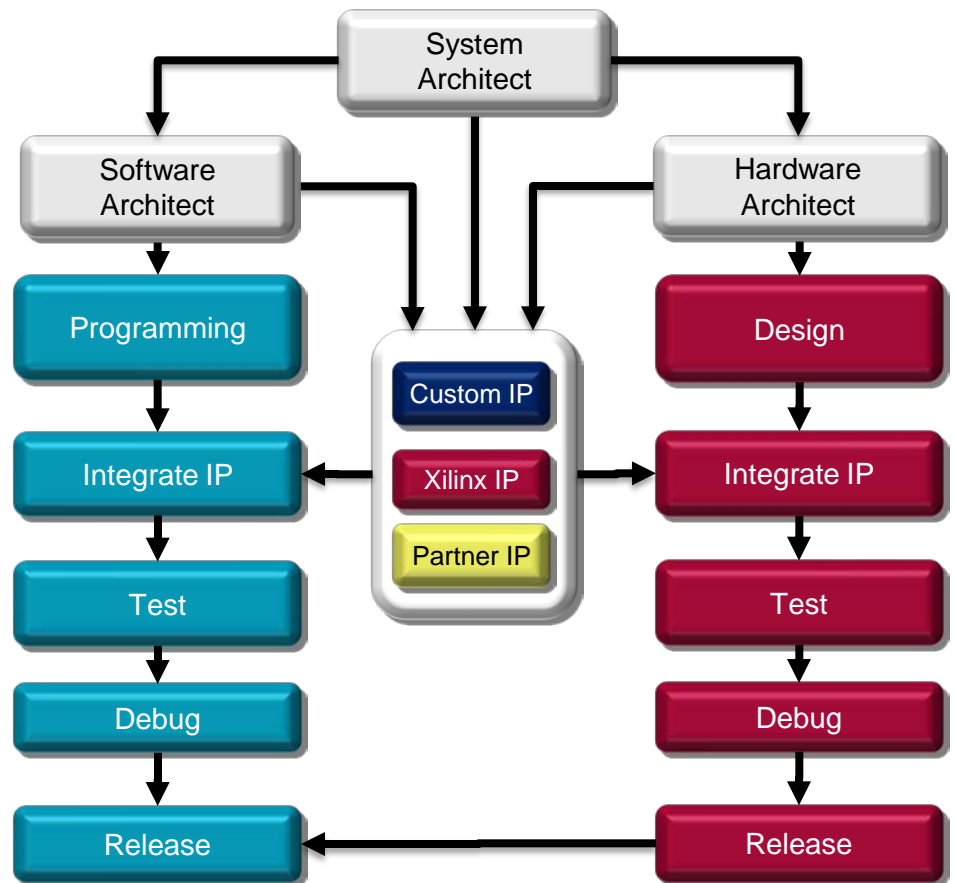 System
Architect
Software
Architect
Hardware
Architect
Programming
Design
Custom IP
Integrate IP
Xilinx IP
Integrate IP
Partner IP
Test
Test
Debug
Debug
Release
Release